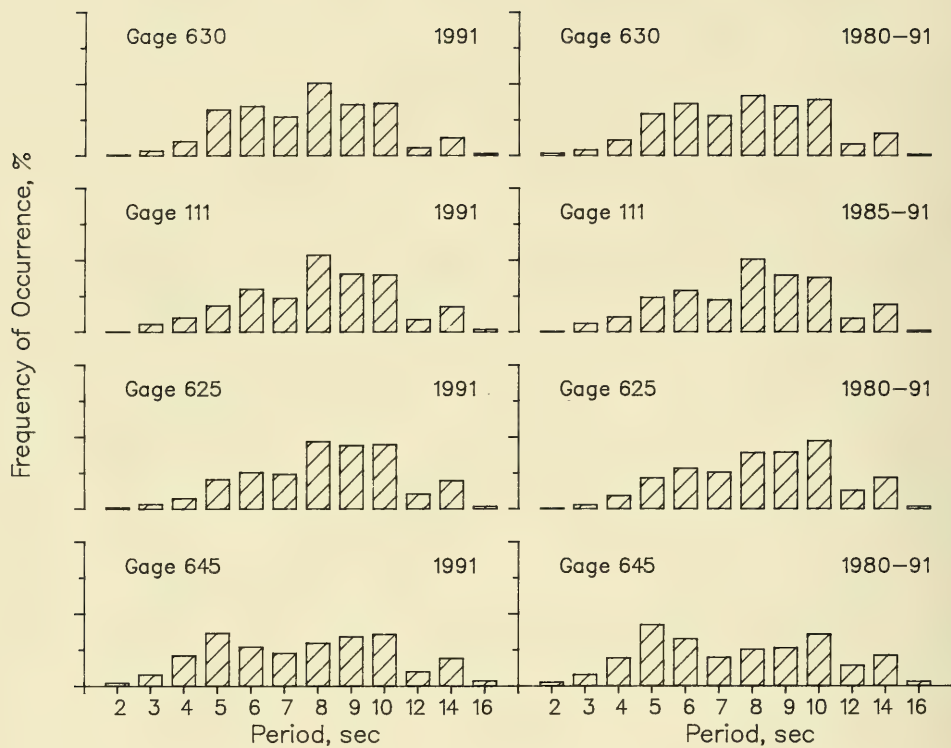 Frequency of Occurrence, %
Gage 630 1991
Gage 630 1980-91
Gage 111 1991
Gage 111 1985-91
Gage 625 1991
Gage 625 1980-91
Gage 645 1991
Gage 645 1980-91
2 3 4 5 6 7 8 9 10 12 14 16
2 3 4 5 6 7 8 9 10 12 14 16
Period, sec
Period, sec